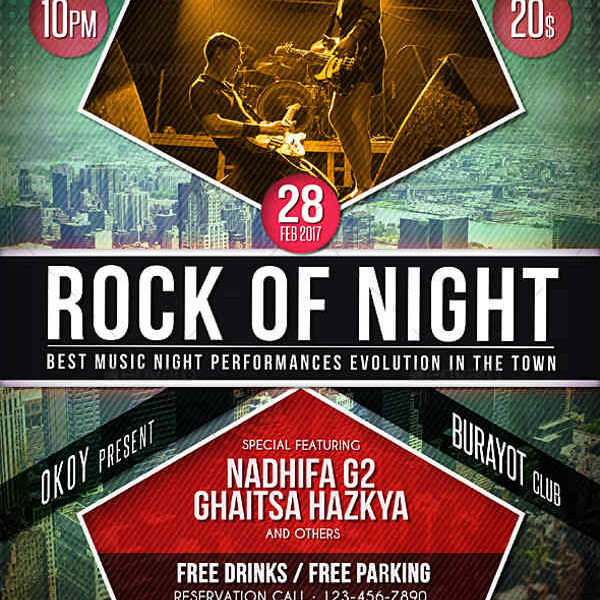 10PM
20$
28
FEB 2017
ROCK OF NIGHT
BEST MUSIC NIGHT PERFORMANCES EVOLUTION IN THE TOWN
OKOY PRESENT
BURAYOT CLUB
SPECIAL FEATURING
NADHIFA G2
GHAITSA HAZKYA
AND OTHERS
FREE DRINKS / FREE PARKING
RESERVATION CALL : 123-456-7890